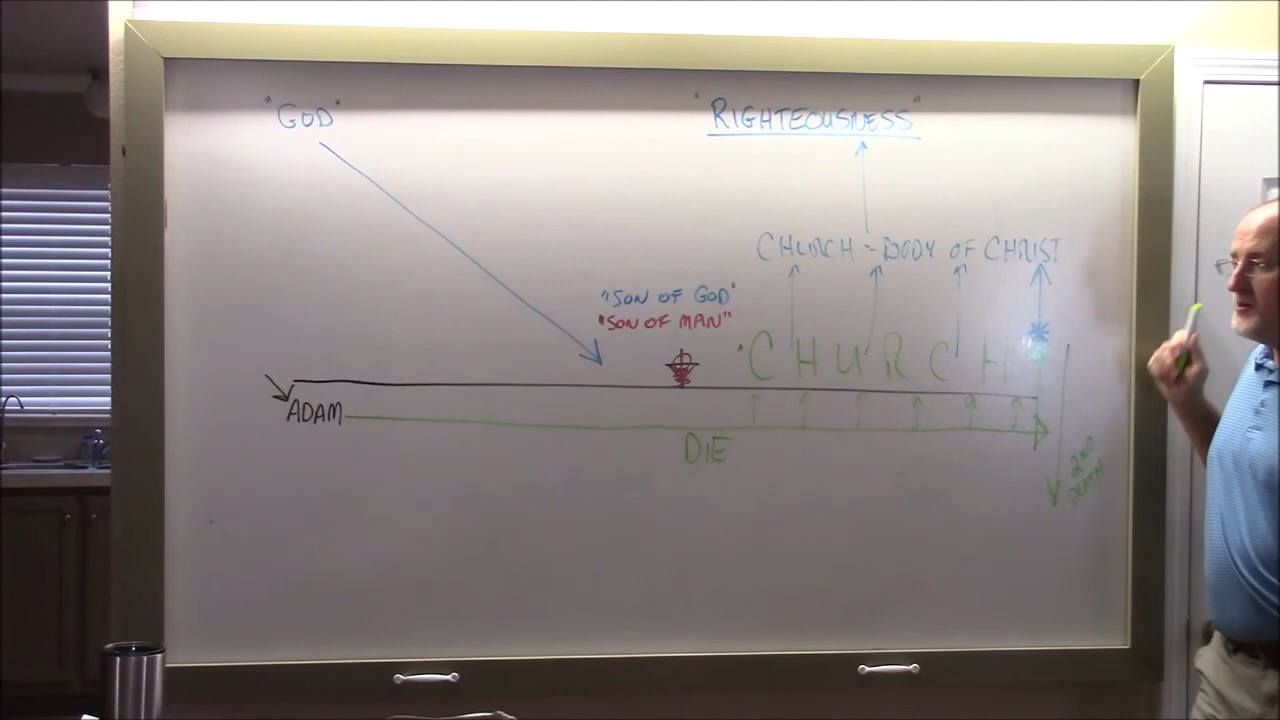 "GOD"
"RIGHTEOUSNESS"
CHURCH = BODY OF CHRIST
"SON OF GOD"
"SON OF MAN"
"CHURCH
ADAM
DIE
2ND
DEATH